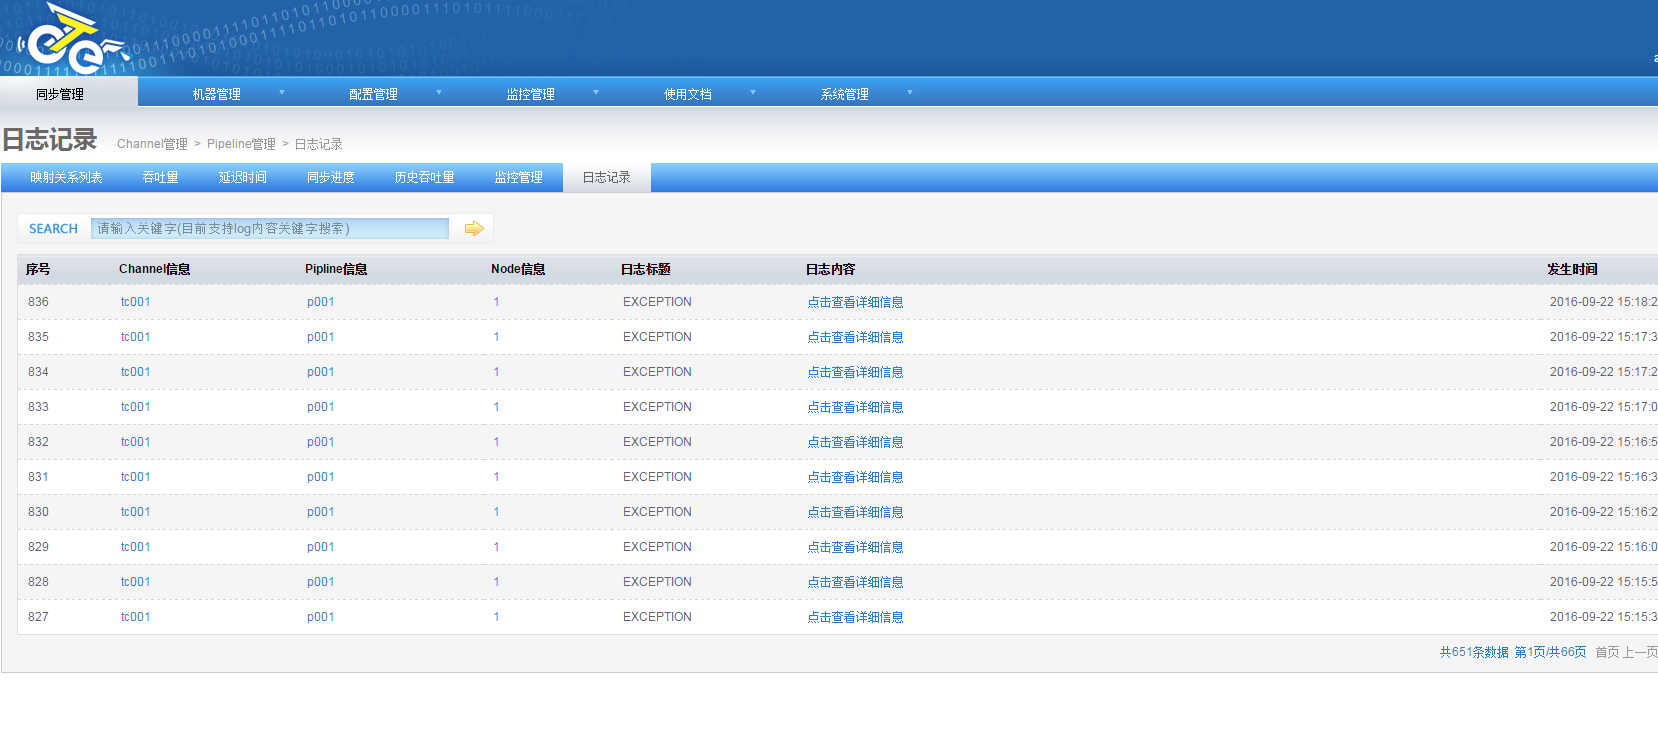 同步管理 机器管理 配置管理 监控管理 使用文档 系统管理
日志记录 Channel管理 > Pipeline管理 > 日志记录
映射关系列表 吞吐量 延迟时间 同步进度 历史吞吐量 监控管理 日志记录
SEARCH 请输入关键字(目前支持log内容关键字搜索)
序号 Channel信息 Pipline信息 Node信息 日志标题 日志内容 发生时间
836 tc001 p001 1 EXCEPTION 点击查看详细信息 2016-09-22 15:18:2
835 tc001 p001 1 EXCEPTION 点击查看详细信息 2016-09-22 15:17:3
834 tc001 p001 1 EXCEPTION 点击查看详细信息 2016-09-22 15:17:2
833 tc001 p001 1 EXCEPTION 点击查看详细信息 2016-09-22 15:17:0
832 tc001 p001 1 EXCEPTION 点击查看详细信息 2016-09-22 15:16:5
831 tc001 p001 1 EXCEPTION 点击查看详细信息 2016-09-22 15:16:3
830 tc001 p001 1 EXCEPTION 点击查看详细信息 2016-09-22 15:16:2
829 tc001 p001 1 EXCEPTION 点击查看详细信息 2016-09-22 15:16:0
828 tc001 p001 1 EXCEPTION 点击查看详细信息 2016-09-22 15:15:5
827 tc001 p001 1 EXCEPTION 点击查看详细信息 2016-09-22 15:15:3
共651条数据 第1页/共66页 首页 上一页